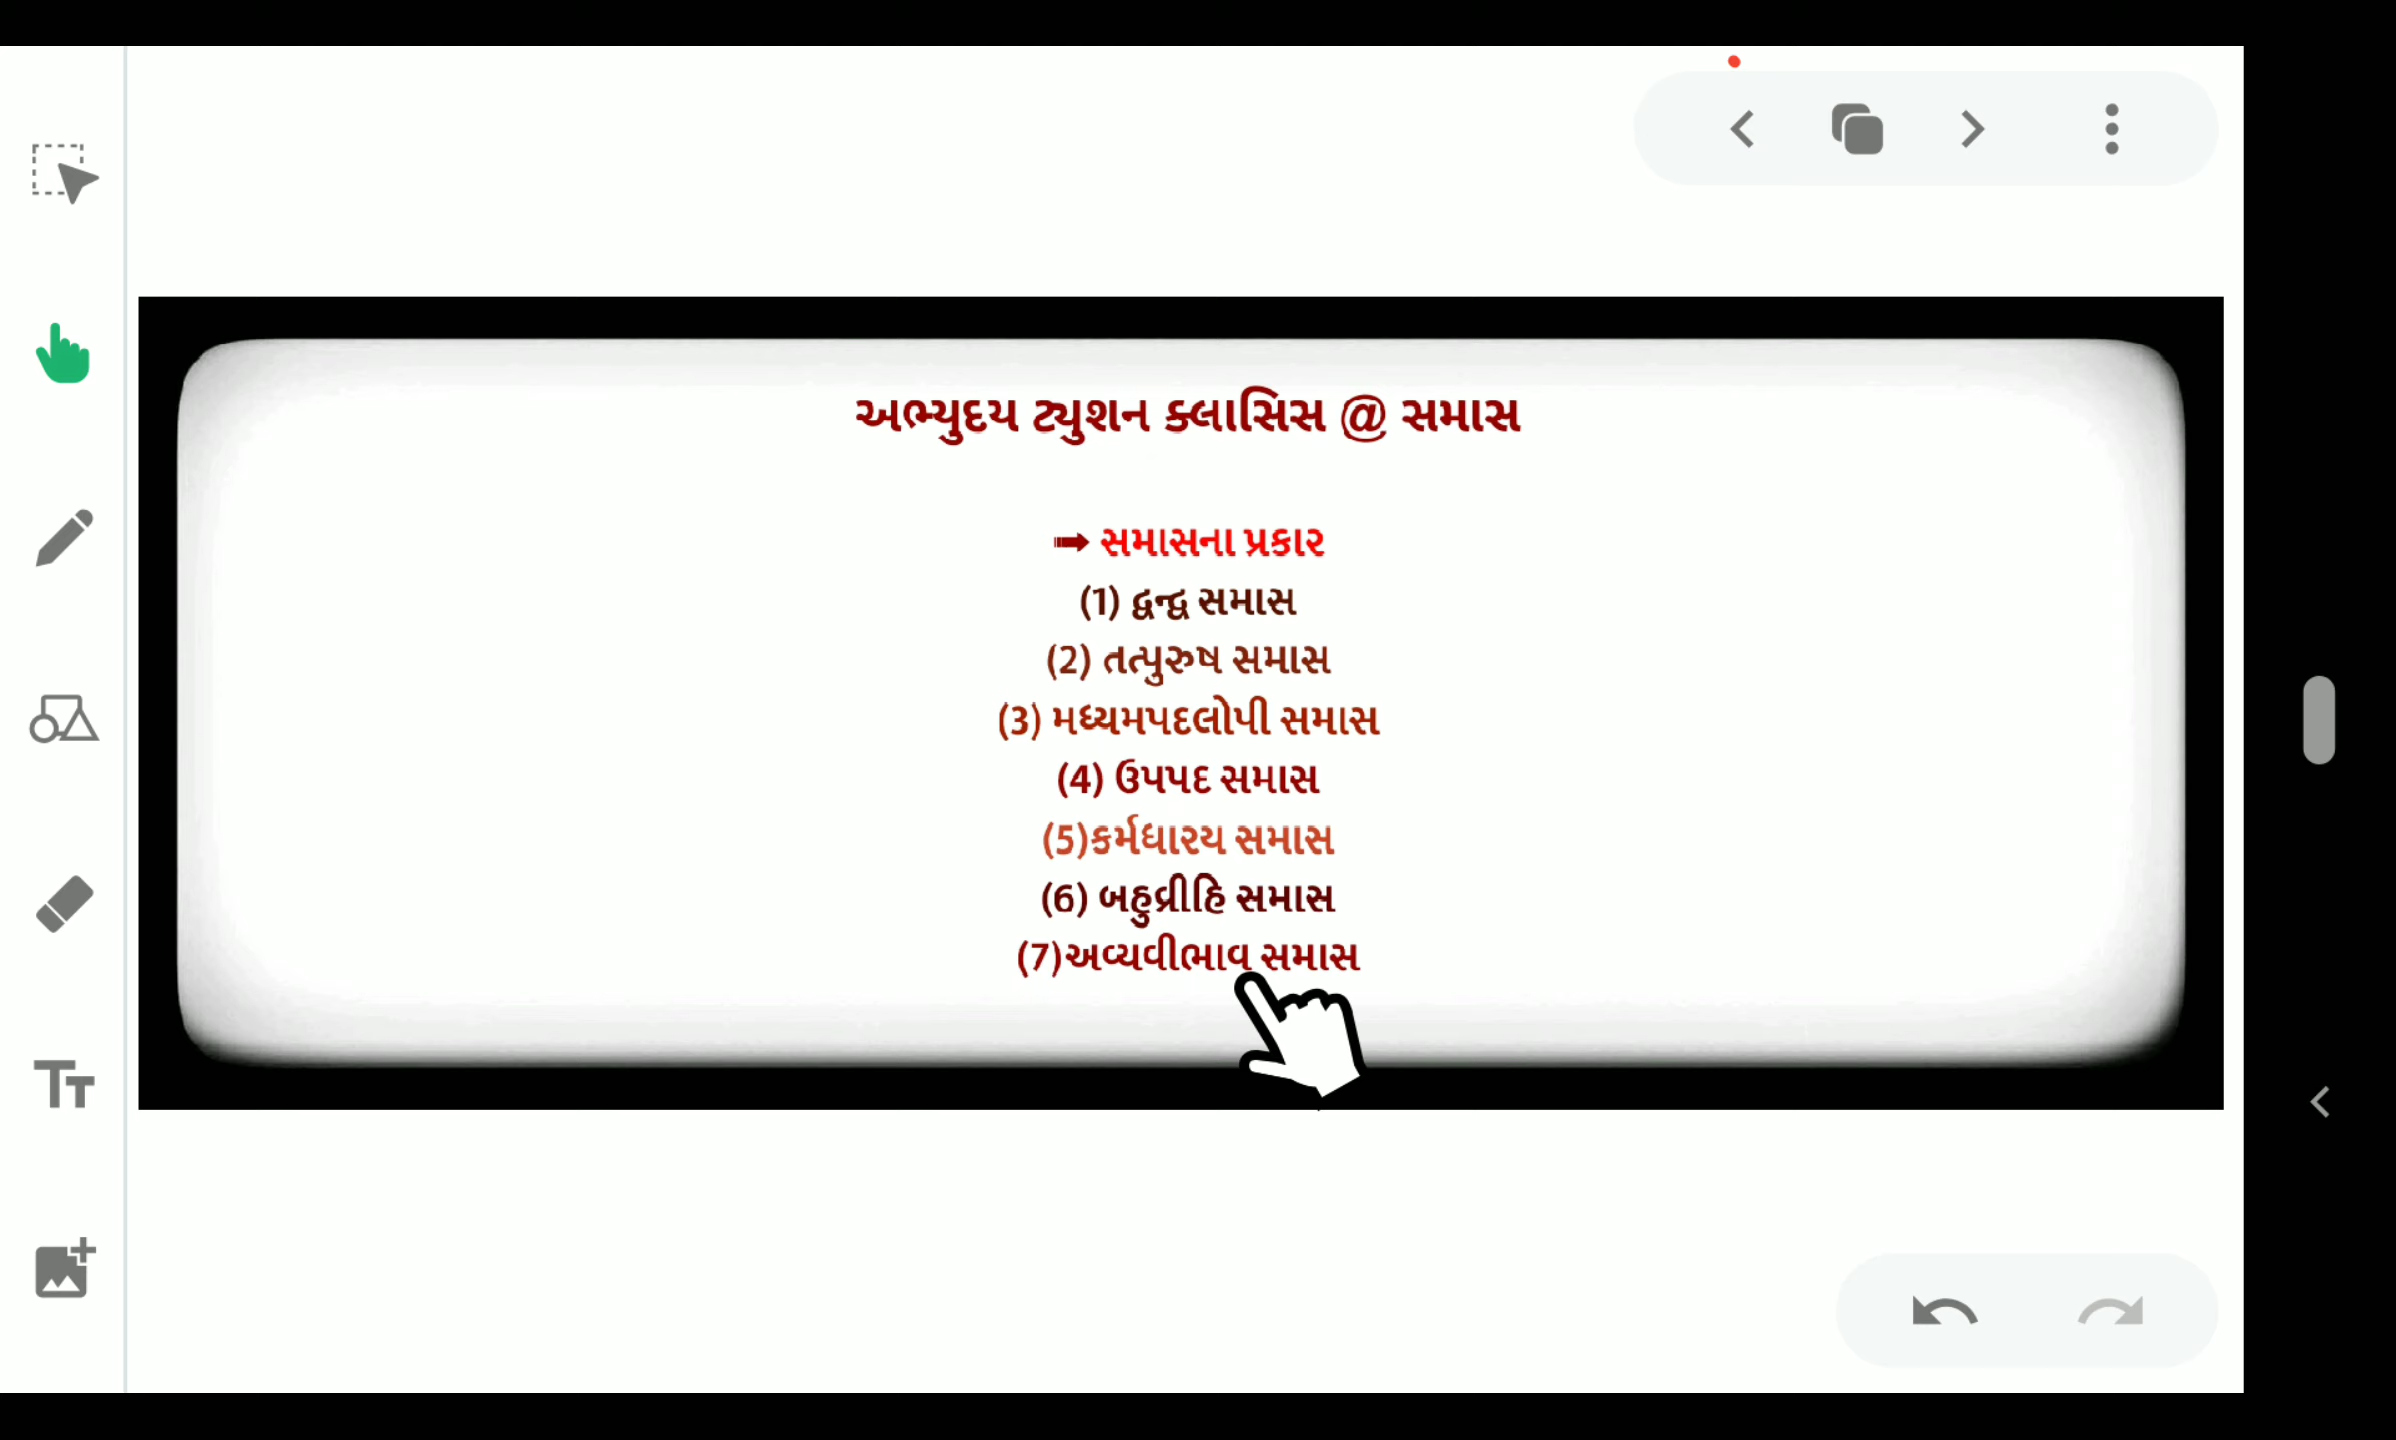 અભ્યુદય ટ્યુશન ક્લાસિસ @ સમાસ
➟ સમાસના પ્રકાર
(1) દ્વન્દ્વ સમાસ
(2) તત્પુરુષ સમાસ
(3) મધ્યમપદલોપી સમાસ
(4) ઉપપદ સમાસ
(5)કર્મધારય સમાસ
(6) બહુવ્રીહિ સમાસ
(7)અવ્યવીભાવ સમાસ